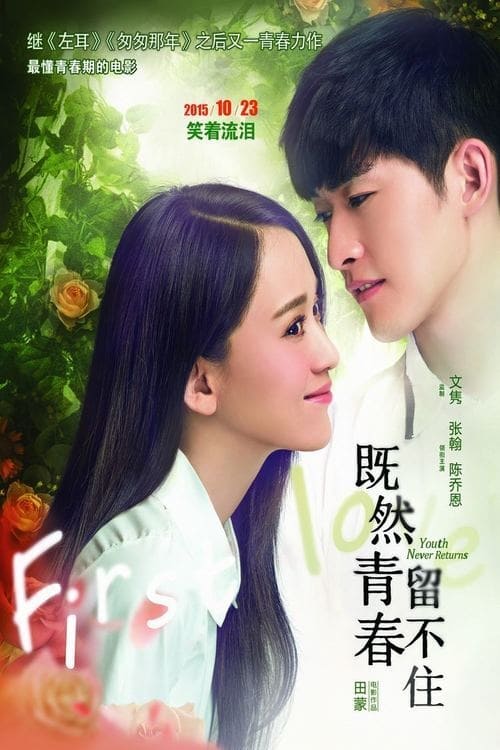 继《左耳》《匆匆那年》之后又一青春力作
最懂青春期的电影
2015/10/23
笑着流泪
文隽
监制
张翰 陈乔恩
领衔主演
First love
既然青春
留不住
Youth
Never Returns
田蒙
电影作品